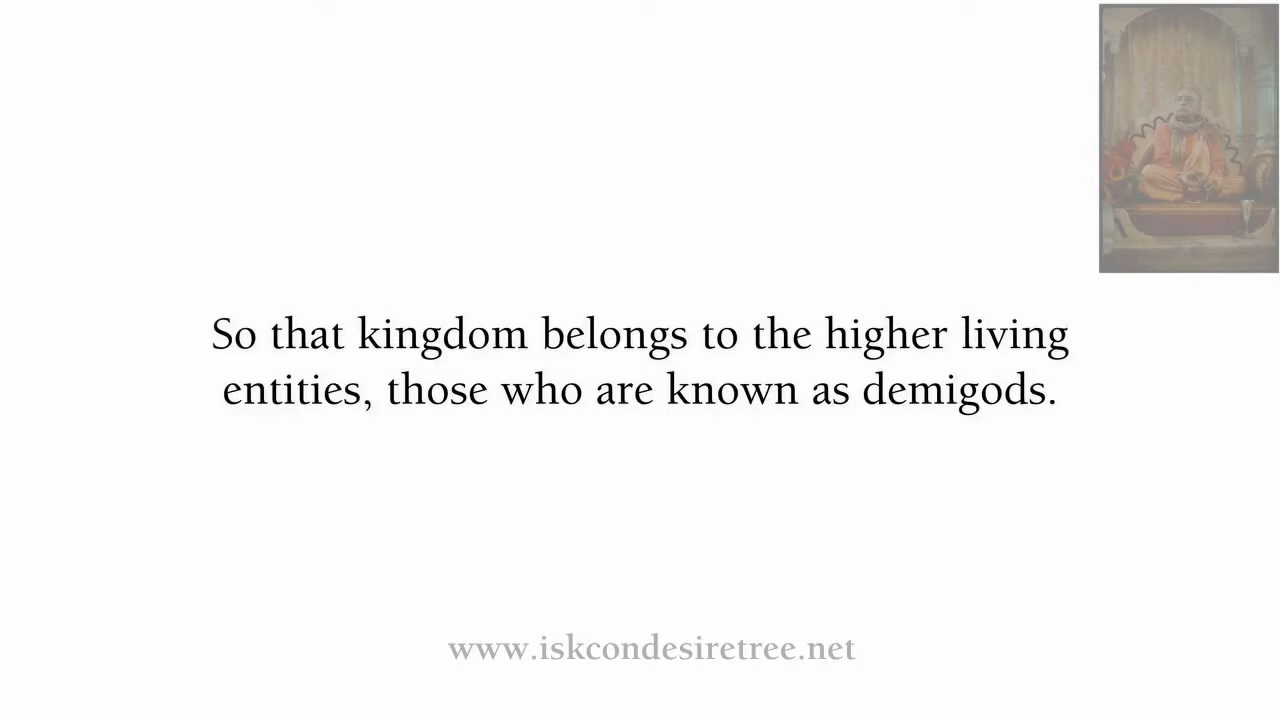 So that kingdom belongs to the higher living
entities, those who are known as demigods.
www.iskcondesiretree.net